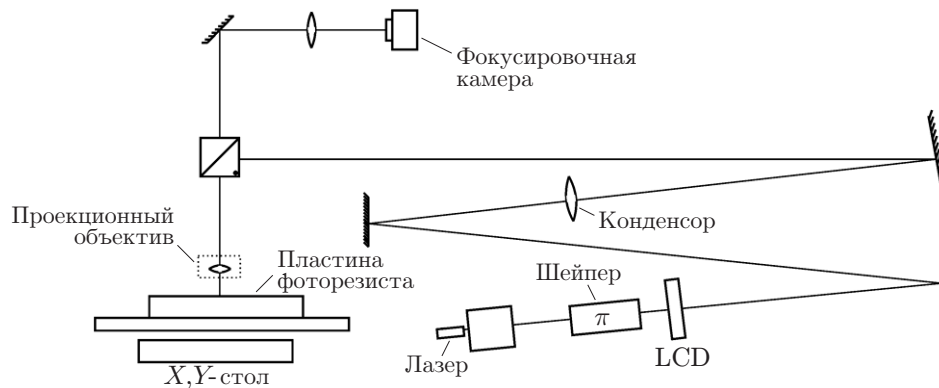 Фокусировочная
камера
Проекционный
объектив
Конденсор
Пластина
фоторезиста
Шейпер
π
LCD
Лазер
X,Y-стол